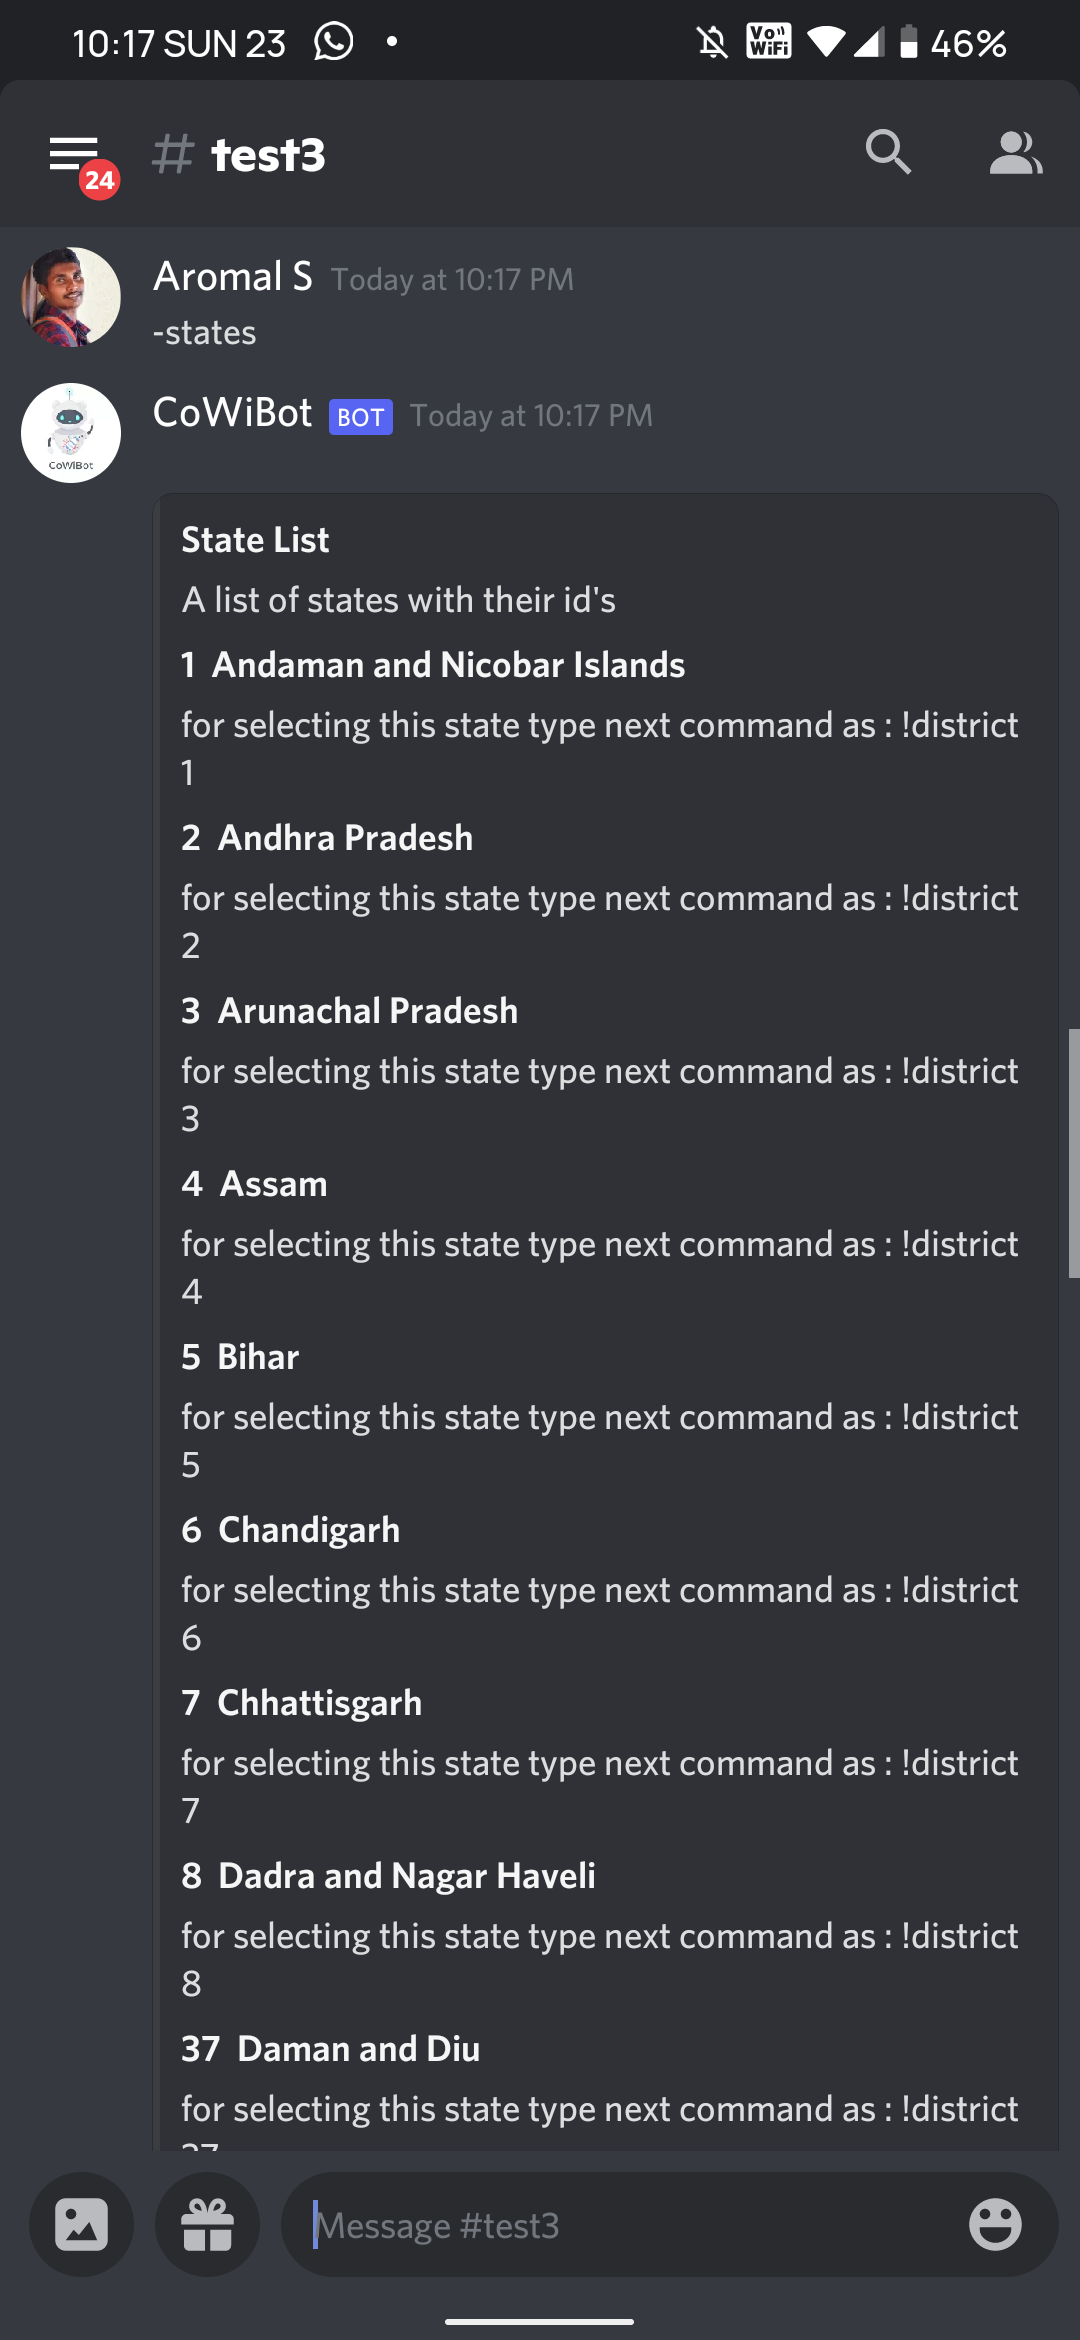 10:17 SUN 23
Vo WiFi
46%
24
# test3
Aromal S Today at 10:17 PM
-states
CoWiBot BOT Today at 10:17 PM
CoWiBot
State List
A list of states with their id's
1 Andaman and Nicobar Islands
for selecting this state type next command as : !district
1
2 Andhra Pradesh
for selecting this state type next command as : !district
2
3 Arunachal Pradesh
for selecting this state type next command as : !district
3
4 Assam
for selecting this state type next command as : !district
4
5 Bihar
for selecting this state type next command as : !district
5
6 Chandigarh
for selecting this state type next command as : !district
6
7 Chhattisgarh
for selecting this state type next command as : !district
7
8 Dadra and Nagar Haveli
for selecting this state type next command as : !district
8
37 Daman and Diu
for selecting this state type next command as : !district
Message #test3